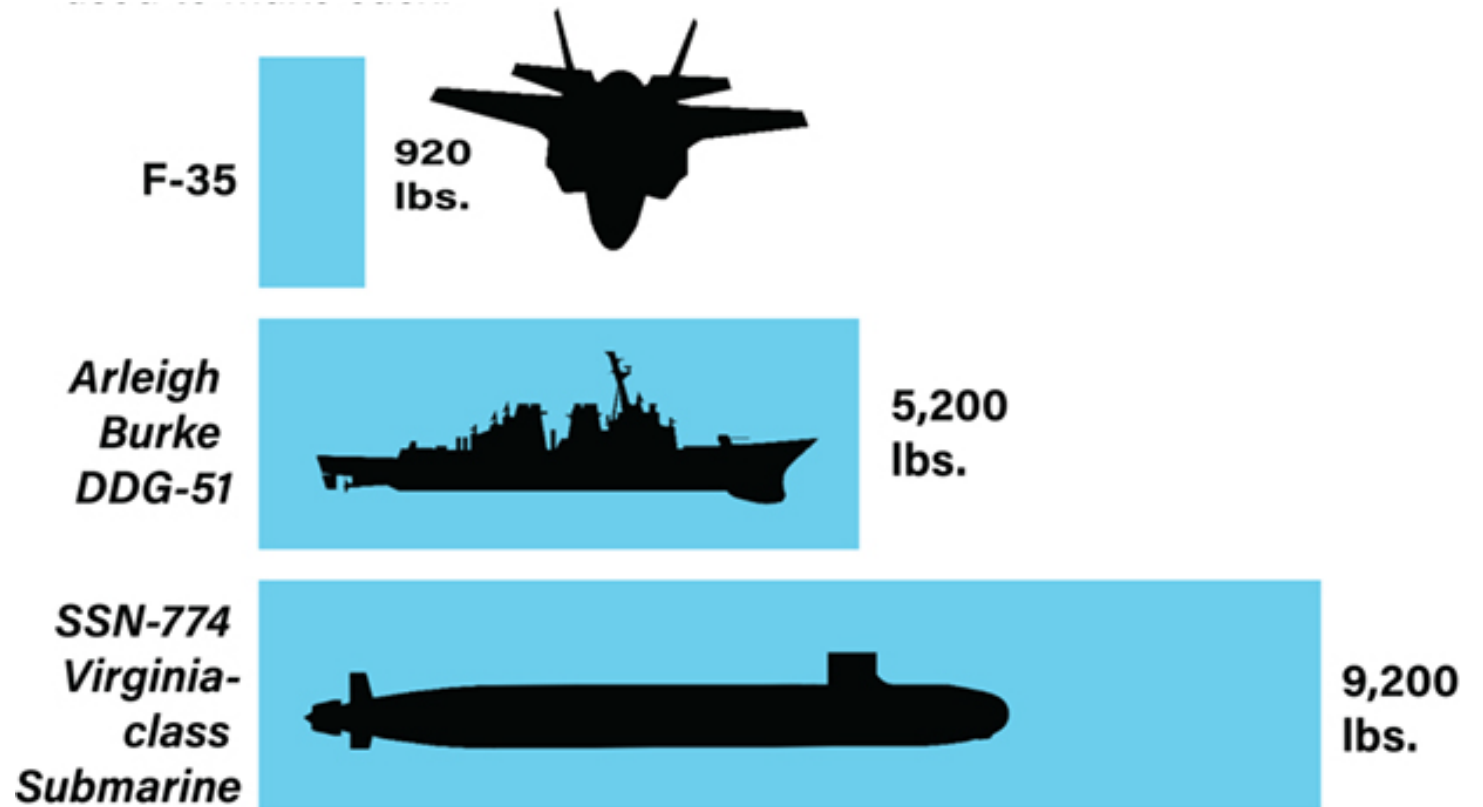 F-35
920
lbs.
Arleigh
Burke
DDG-51
5,200
lbs.
SSN-774
Virginia-
class
Submarine
9,200
lbs.